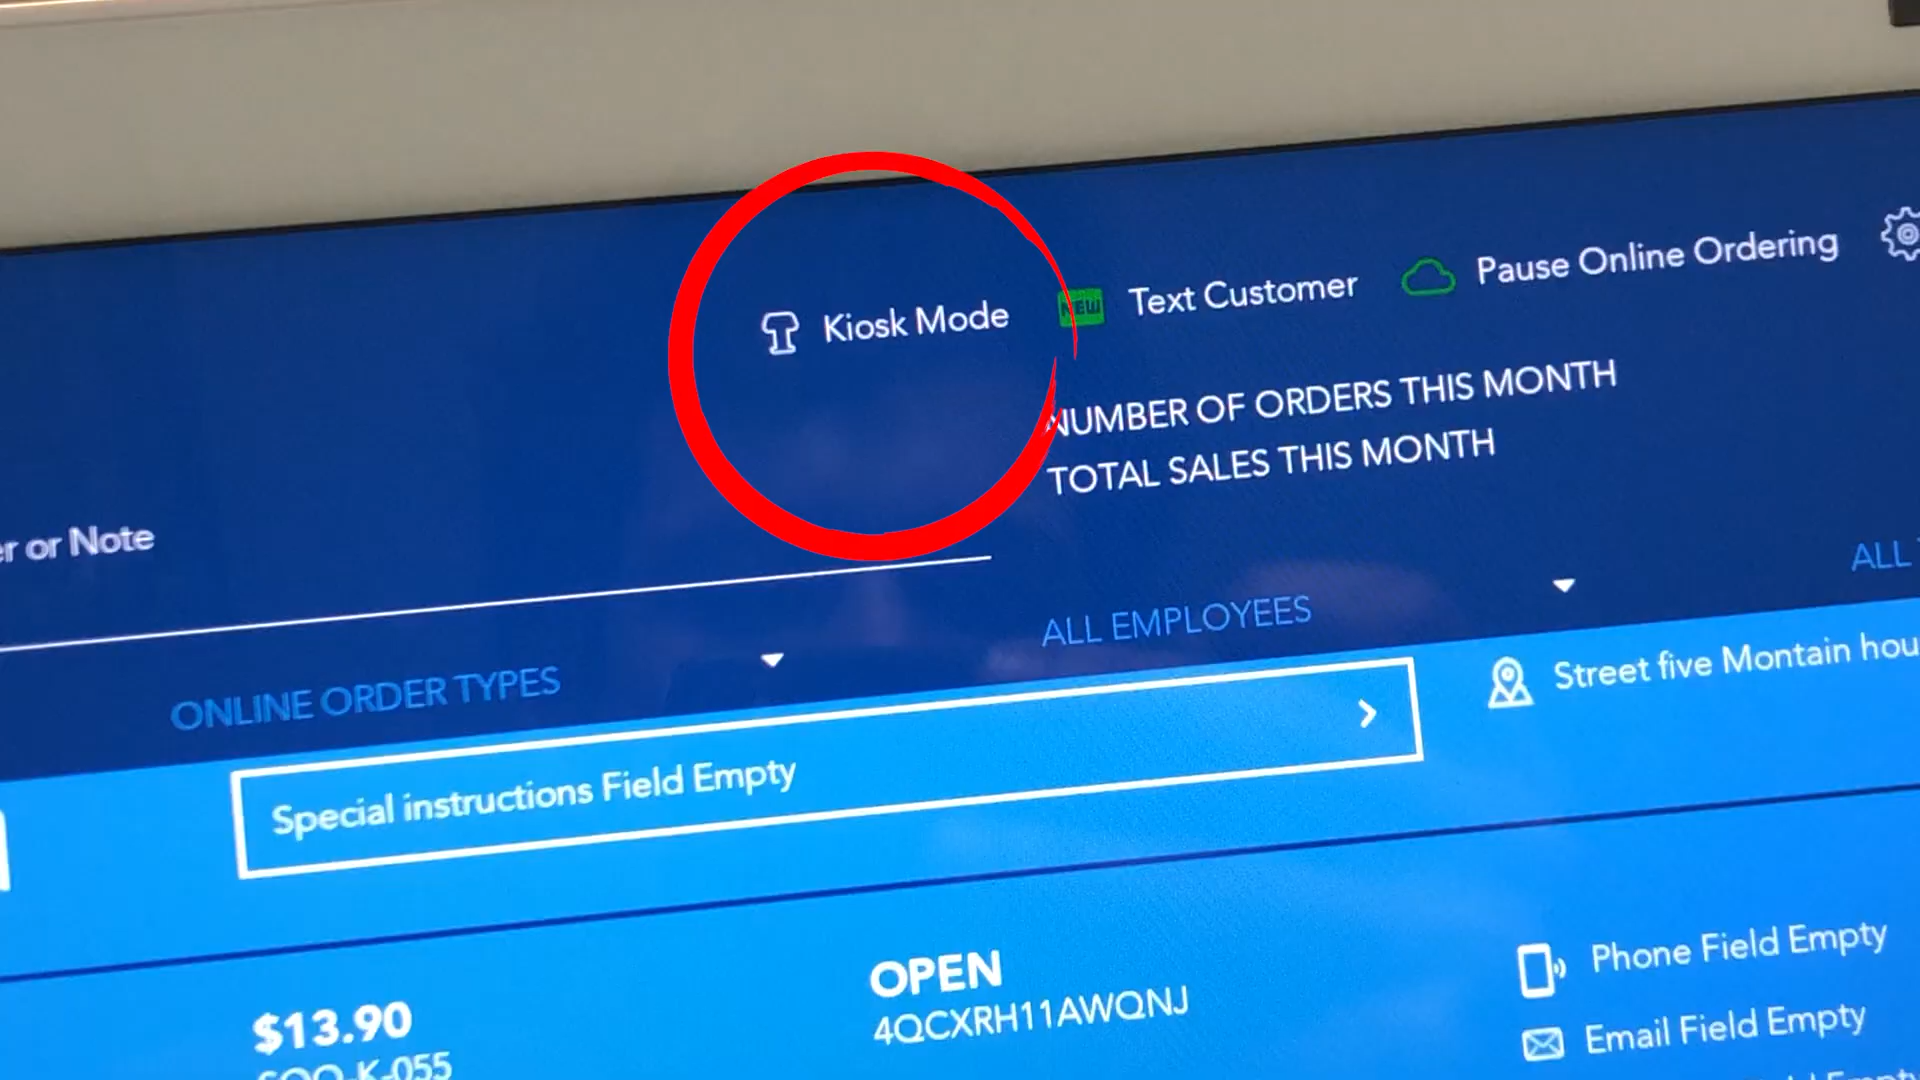 Kiosk Mode
NEW Text Customer
Pause Online Ordering
NUMBER OF ORDERS THIS MONTH
TOTAL SALES THIS MONTH
or Note
ONLINE ORDER TYPES
ALL EMPLOYEES
ALL
Special instructions Field Empty
Street five Montain
$13.90
OPEN
4QCXRH11AWQNJ
Phone Field Empty
Email Field Empty